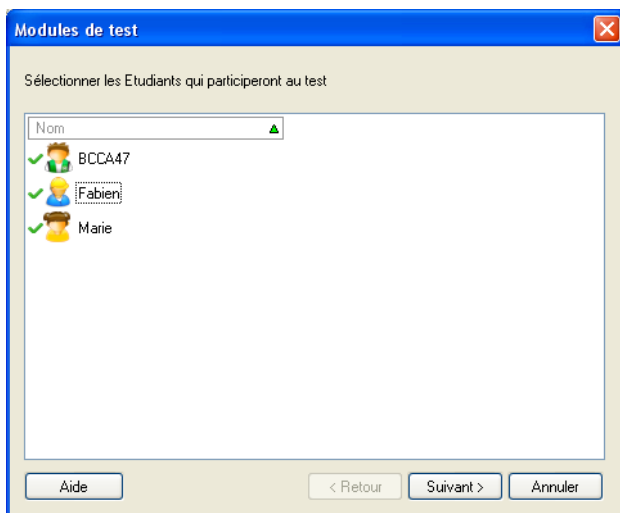 Modules de test
Sélectionner les Etudiants qui participeront au test
Nom
BCCA47
Fabien
Marie
Aide
< Retour
Suivant >
Annuler